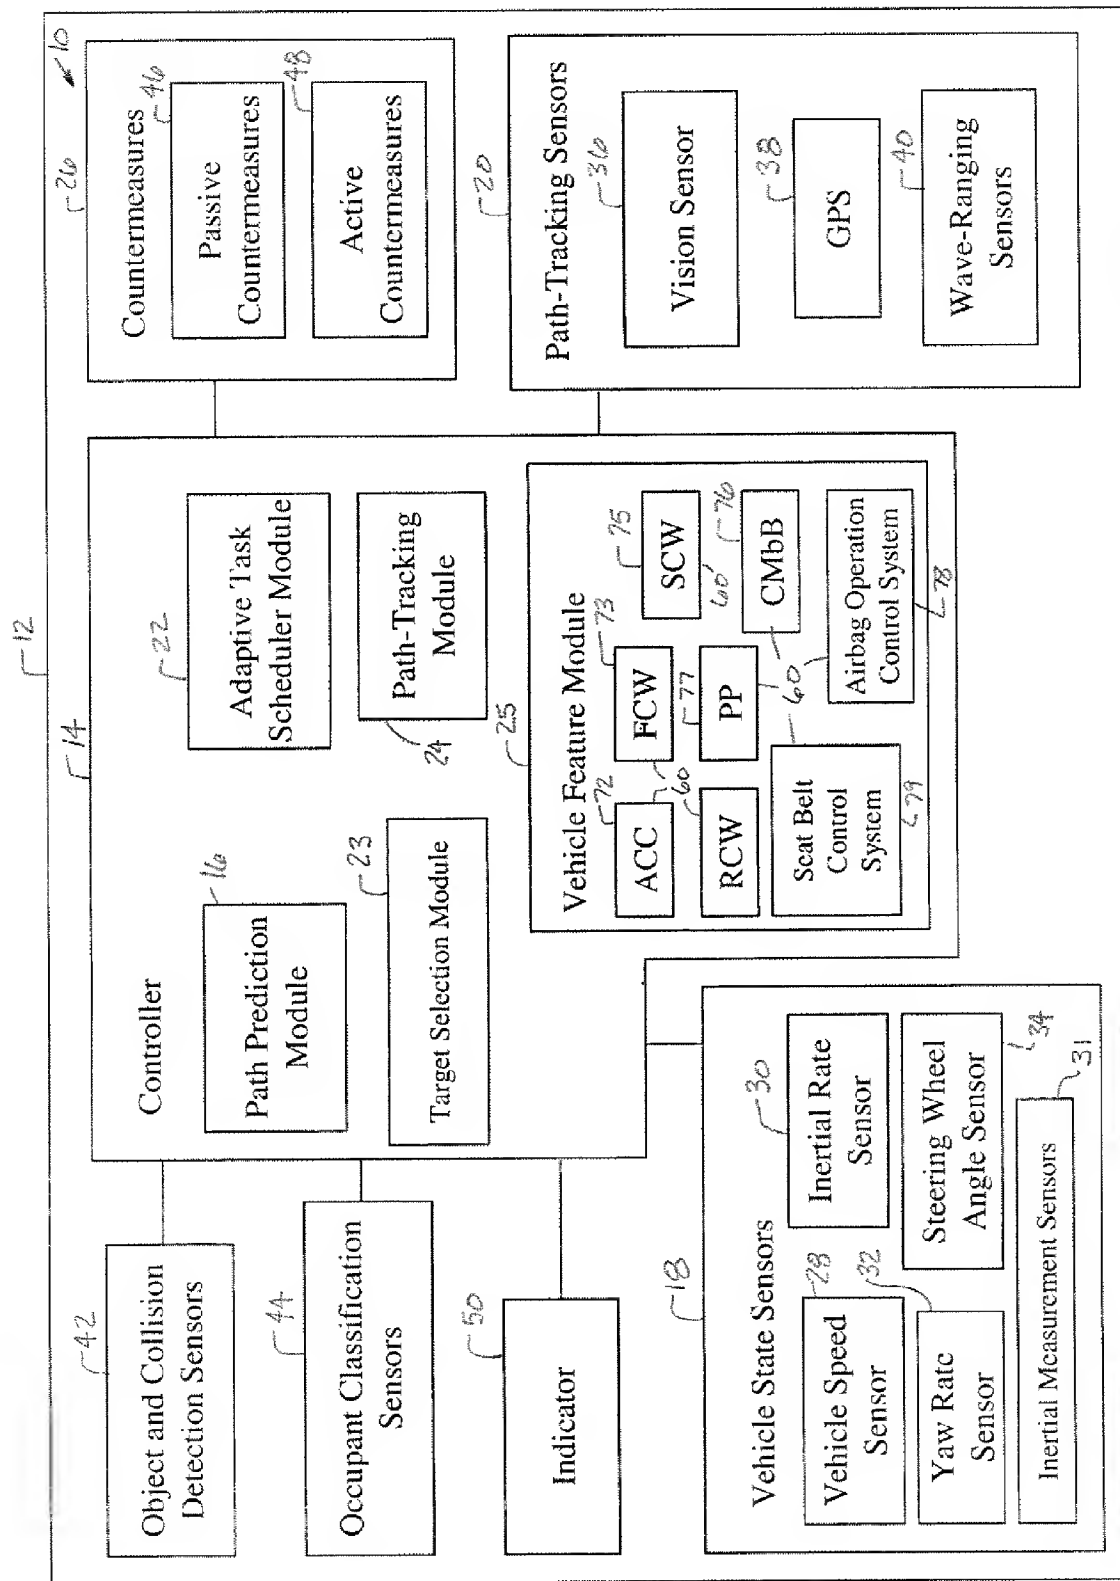 12
10
42
Object and Collision
Detection Sensors
44
Occupant Classification
Sensors
50
Indicator
14
Controller
16
Path Prediction
Module
22
Adaptive Task
Scheduler Module
23
Target Selection Module
24
Path-Tracking
Module
25
Vehicle Feature Module
72
ACC
73
FCW
75
SCW
60
RCW
77
PP
60'
76
CMbB
60
Seat Belt
Control
System
79
Airbag Operation
Control System
78
26
Countermeasures
46
Passive
Countermeasures
48
Active
Countermeasures
20
Path-Tracking Sensors
36
Vision Sensor
38
GPS
40
Wave-Ranging
Sensors
18
Vehicle State Sensors
28
Vehicle Speed
Sensor
30
Inertial Rate
Sensor
32
Yaw Rate
Sensor
Steering Wheel
Angle Sensor
34
Inertial Measurement Sensors
31